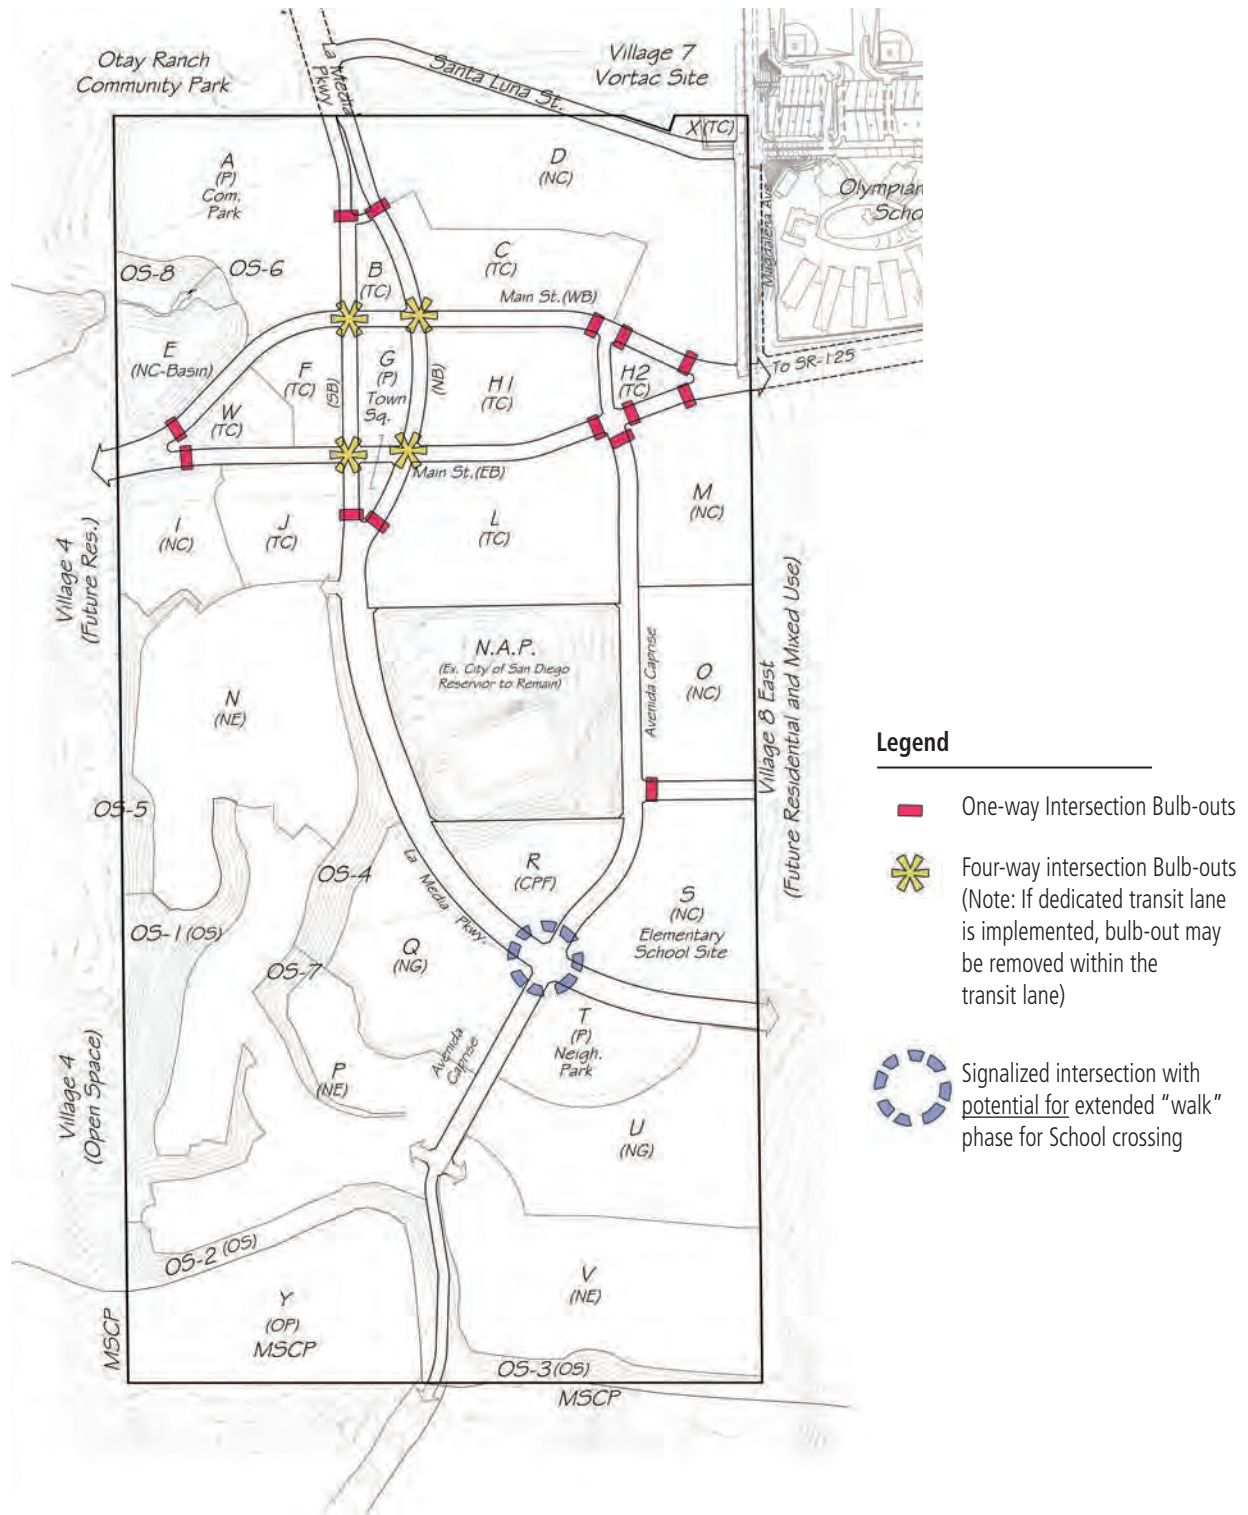 Otay Ranch
Community Park
La Media
Pkwy
Santa Luna St.
Village 7
Vortac Site
X (TC)
A
(P)
Com.
Park
D
(NC)
Olympian
Scho
Magdalena Ave
OS-8
OS-6
B
(TC)
C
(TC)
Main St. (WB)
E
(NC-Basin)
F
(TC)
(SB)
G
(P)
Town
Sq.
(NB)
H1
(TC)
H2
(TC)
To SR-125
W
(TC)
Main St. (EB)
I
(NC)
J
(TC)
L
(TC)
M
(NC)
Village 4
(Future Res.)
N.A.P.
(Ex. City of San Diego
Reservior to Remain)
Avenida Caprise
O
(NC)
Village 8 East
(Future Residential and Mixed Use)
N
(NE)
OS-5
OS-4
La Media Pkwy.
R
(CPF)
S
(NC)
Elementary
School Site
OS-1 (OS)
OS-7
Q
(NG)
T
(P)
Neigh.
Park
Avenida
Caprise
P
(NE)
Village 4
(Open Space)
U
(NG)
OS-2 (OS)
V
(NE)
Y
(OP)
MSCP
MSCP
OS-3 (OS)
MSCP
Legend
One-way Intersection Bulb-outs
Four-way intersection Bulb-outs
(Note: If dedicated transit lane
is implemented, bulb-out may
be removed within the
transit lane)
Signalized intersection with
potential for extended “walk”
phase for School crossing